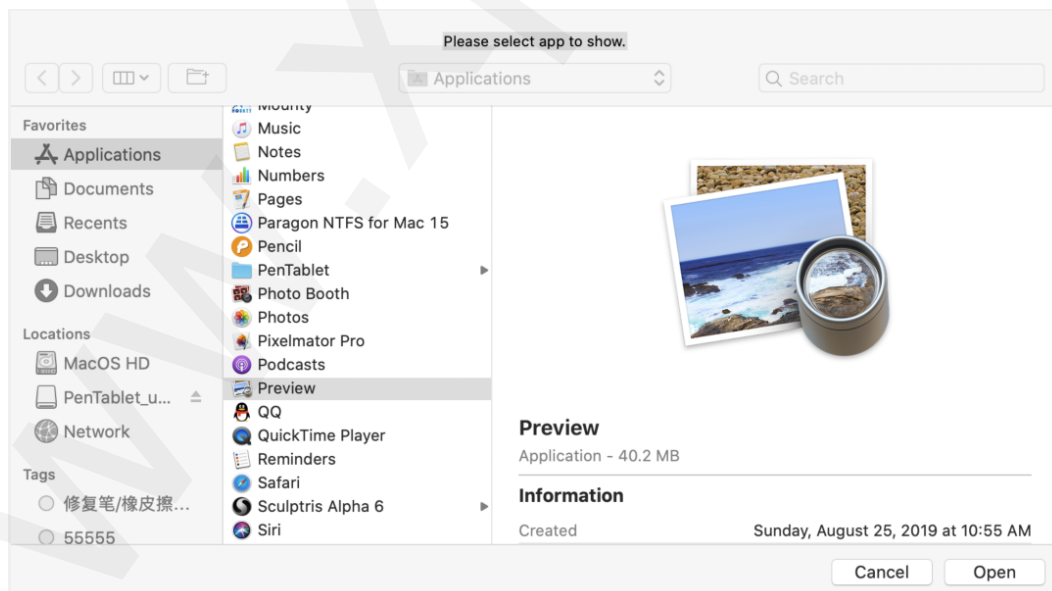 Please select app to show.
Applications
Search
Favorites
Applications
Documents
Recents
Desktop
Downloads
Locations
MacOS HD
PenTablet_u...
Network
Tags
修复笔/橡皮擦...
55555
Mounty
Music
Notes
Numbers
Pages
Paragon NTFS for Mac 15
Pencil
PenTablet
Photo Booth
Photos
Pixelmator Pro
Podcasts
Preview
QQ
QuickTime Player
Reminders
Safari
Sculptris Alpha 6
Siri
Preview
Application - 40.2 MB
Information
Created Sunday, August 25, 2019 at 10:55 AM
Cancel
Open